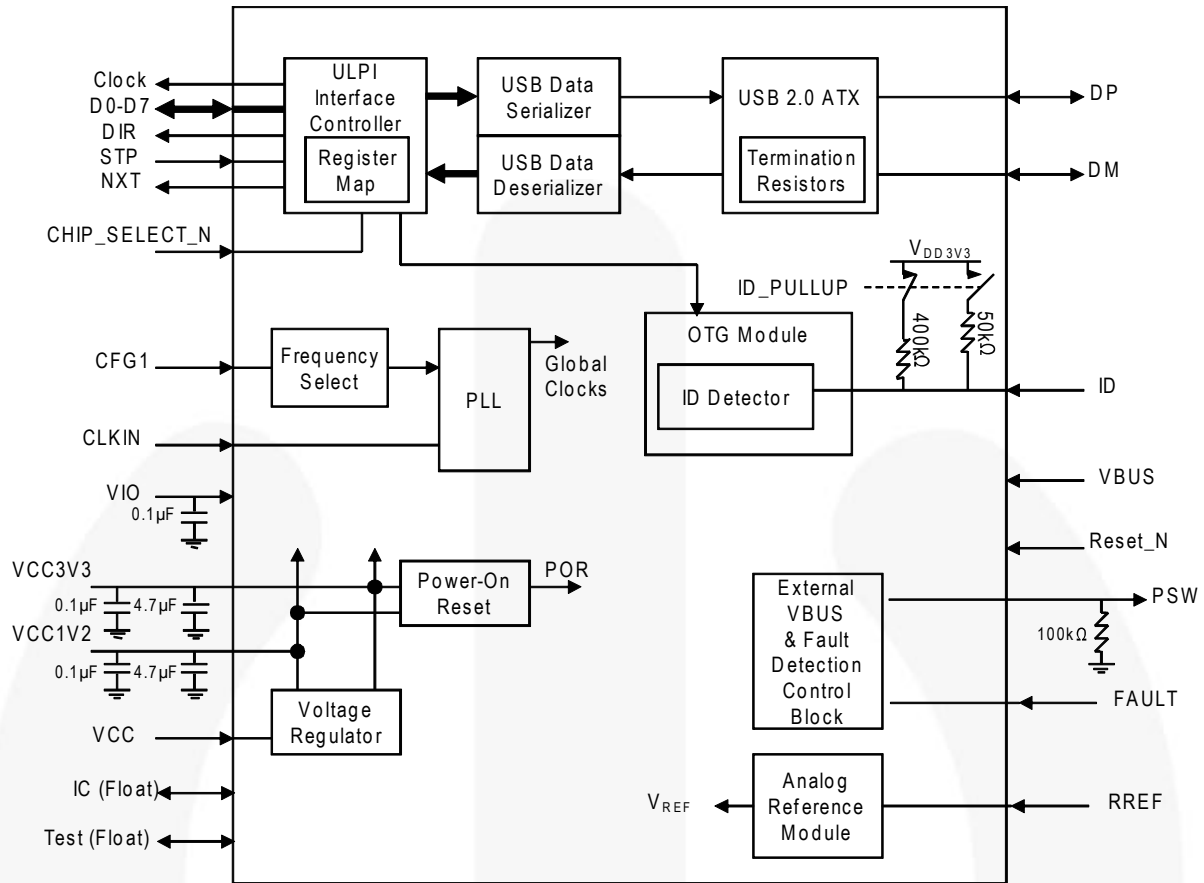 Clock
D0-D7
DIR
STP
NXT
CHIP_SELECT_N
CFG1
CLKIN
VIO
0.1µF
VCC3V3
0.1µF
4.7µF
VCC1V2
0.1µF
4.7µF
VCC
IC (Float)
Test (Float)
ULPI
Interface
Controller
Register
Map
USB Data
Serializer
USB Data
Deserializer
USB 2.0 ATX
Termination
Resistors
DP
DM
VDD3V3
ID_PULLUP
400kΩ
50kΩ
OTG Module
ID Detector
ID
Frequency
Select
PLL
Global
Clocks
VBUS
Reset_N
Power-On
Reset
POR
Voltage
Regulator
External
VBUS
& Fault
Detection
Control
Block
PSW
100kΩ
FAULT
VREF
Analog
Reference
Module
RREF